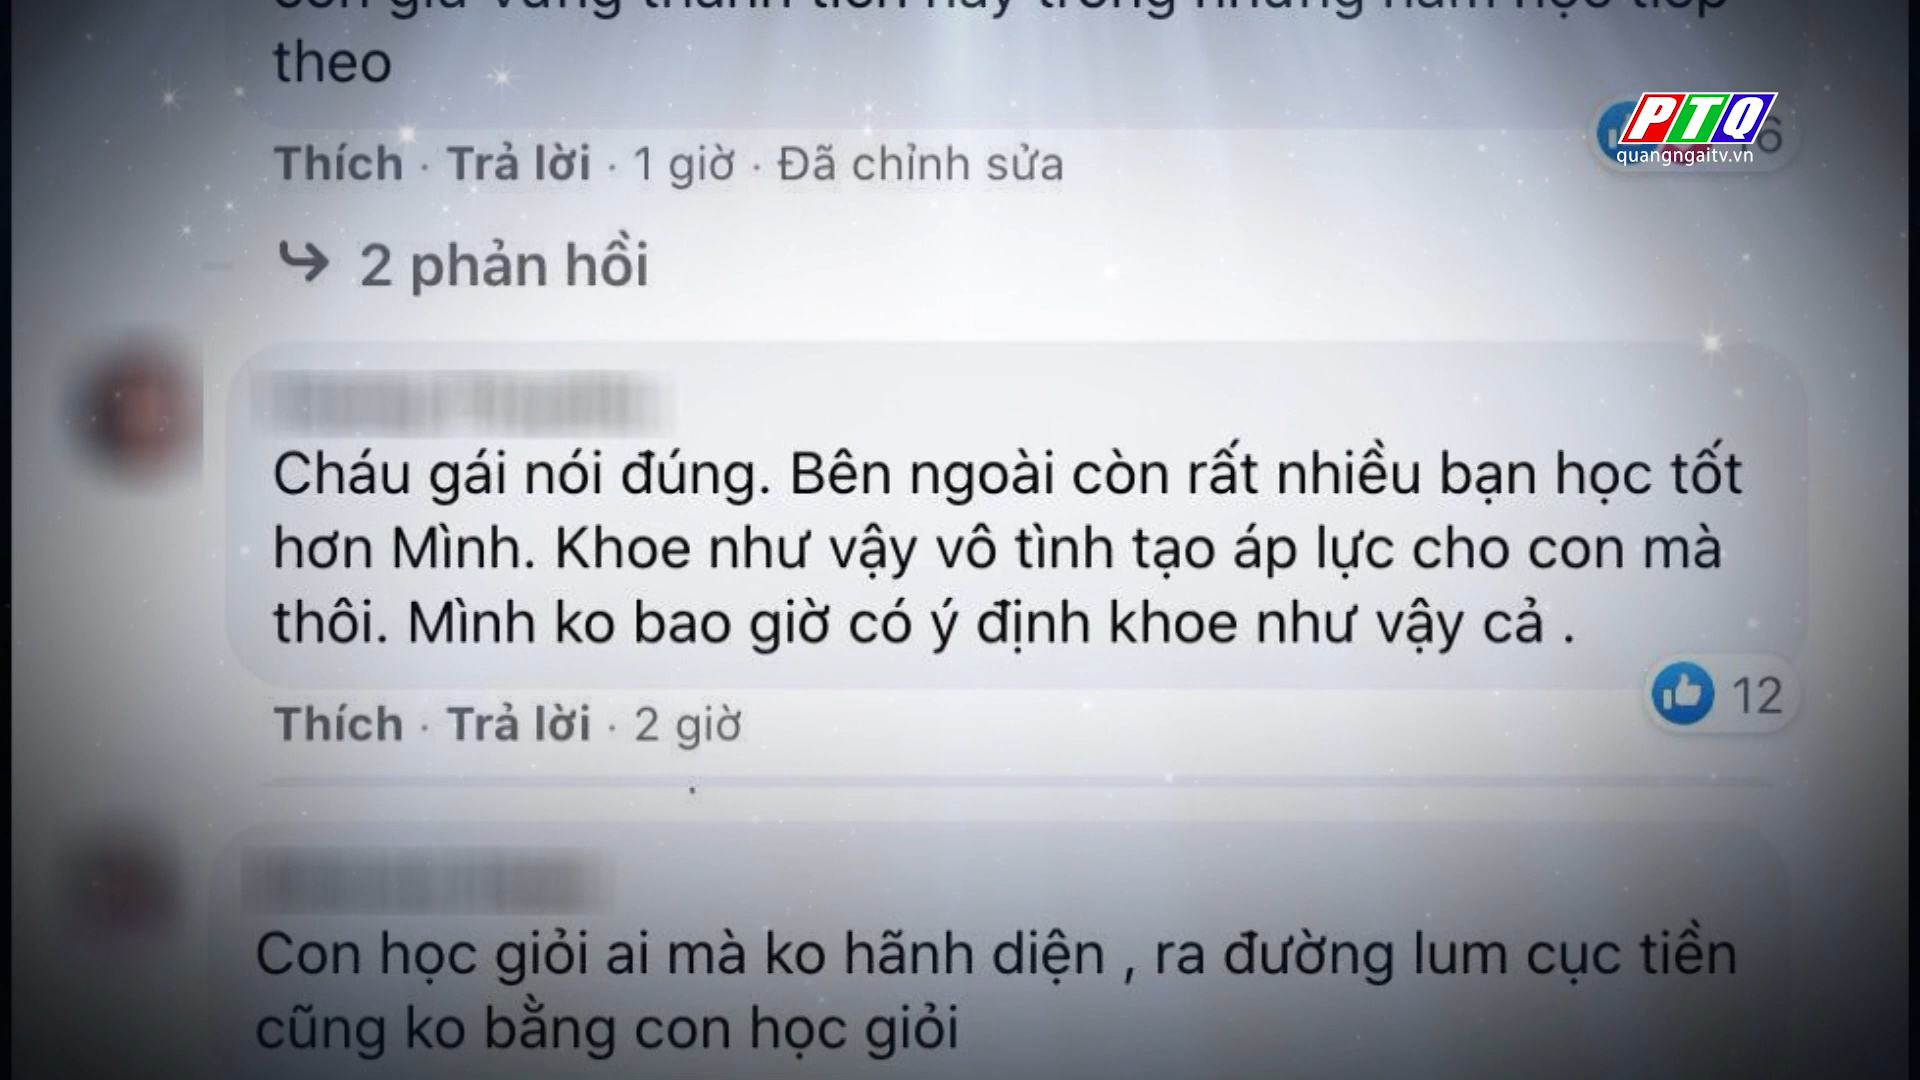 theo
PTQ
quangngaitv.vn
Thích · Trả lời · 1 giờ · Đã chỉnh sửa
2 phản hồi
Cháu gái nói đúng. Bên ngoài còn rất nhiều bạn học tốt
hơn Mình. Khoe như vậy vô tình tạo áp lực cho con mà
thôi. Mình ko bao giờ có ý định khoe như vậy cả .
12
Thích · Trả lời · 2 giờ
Con học giỏi ai mà ko hãnh diện , ra đường lum cục tiền
cũng ko bằng con học giỏi